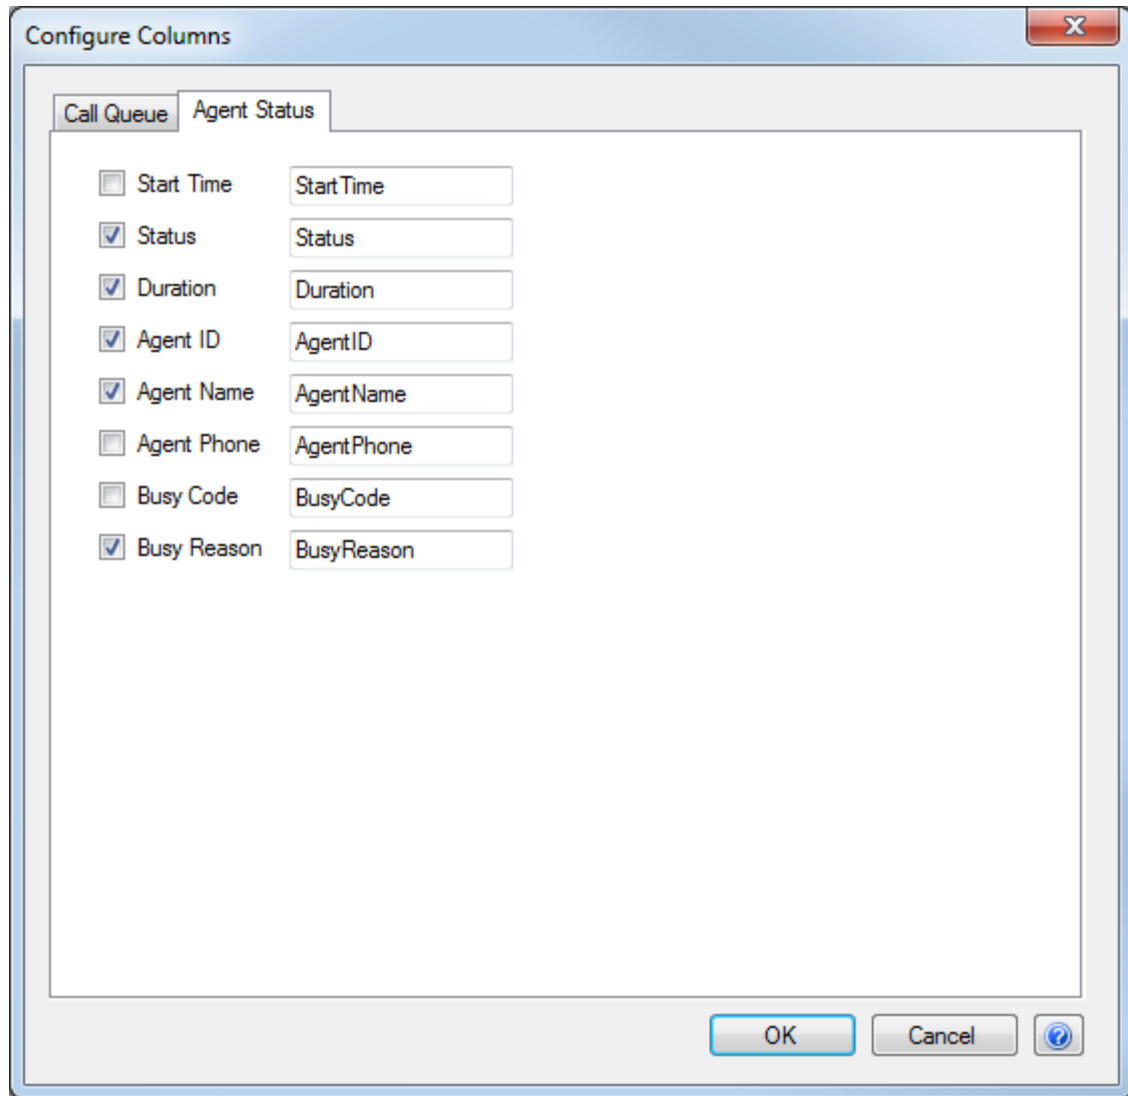 Configure Columns
Call Queue Agent Status
Start Time StartTime
Status Status
Duration Duration
Agent ID AgentID
Agent Name AgentName
Agent Phone AgentPhone
Busy Code BusyCode
Busy Reason BusyReason
OK Cancel ?